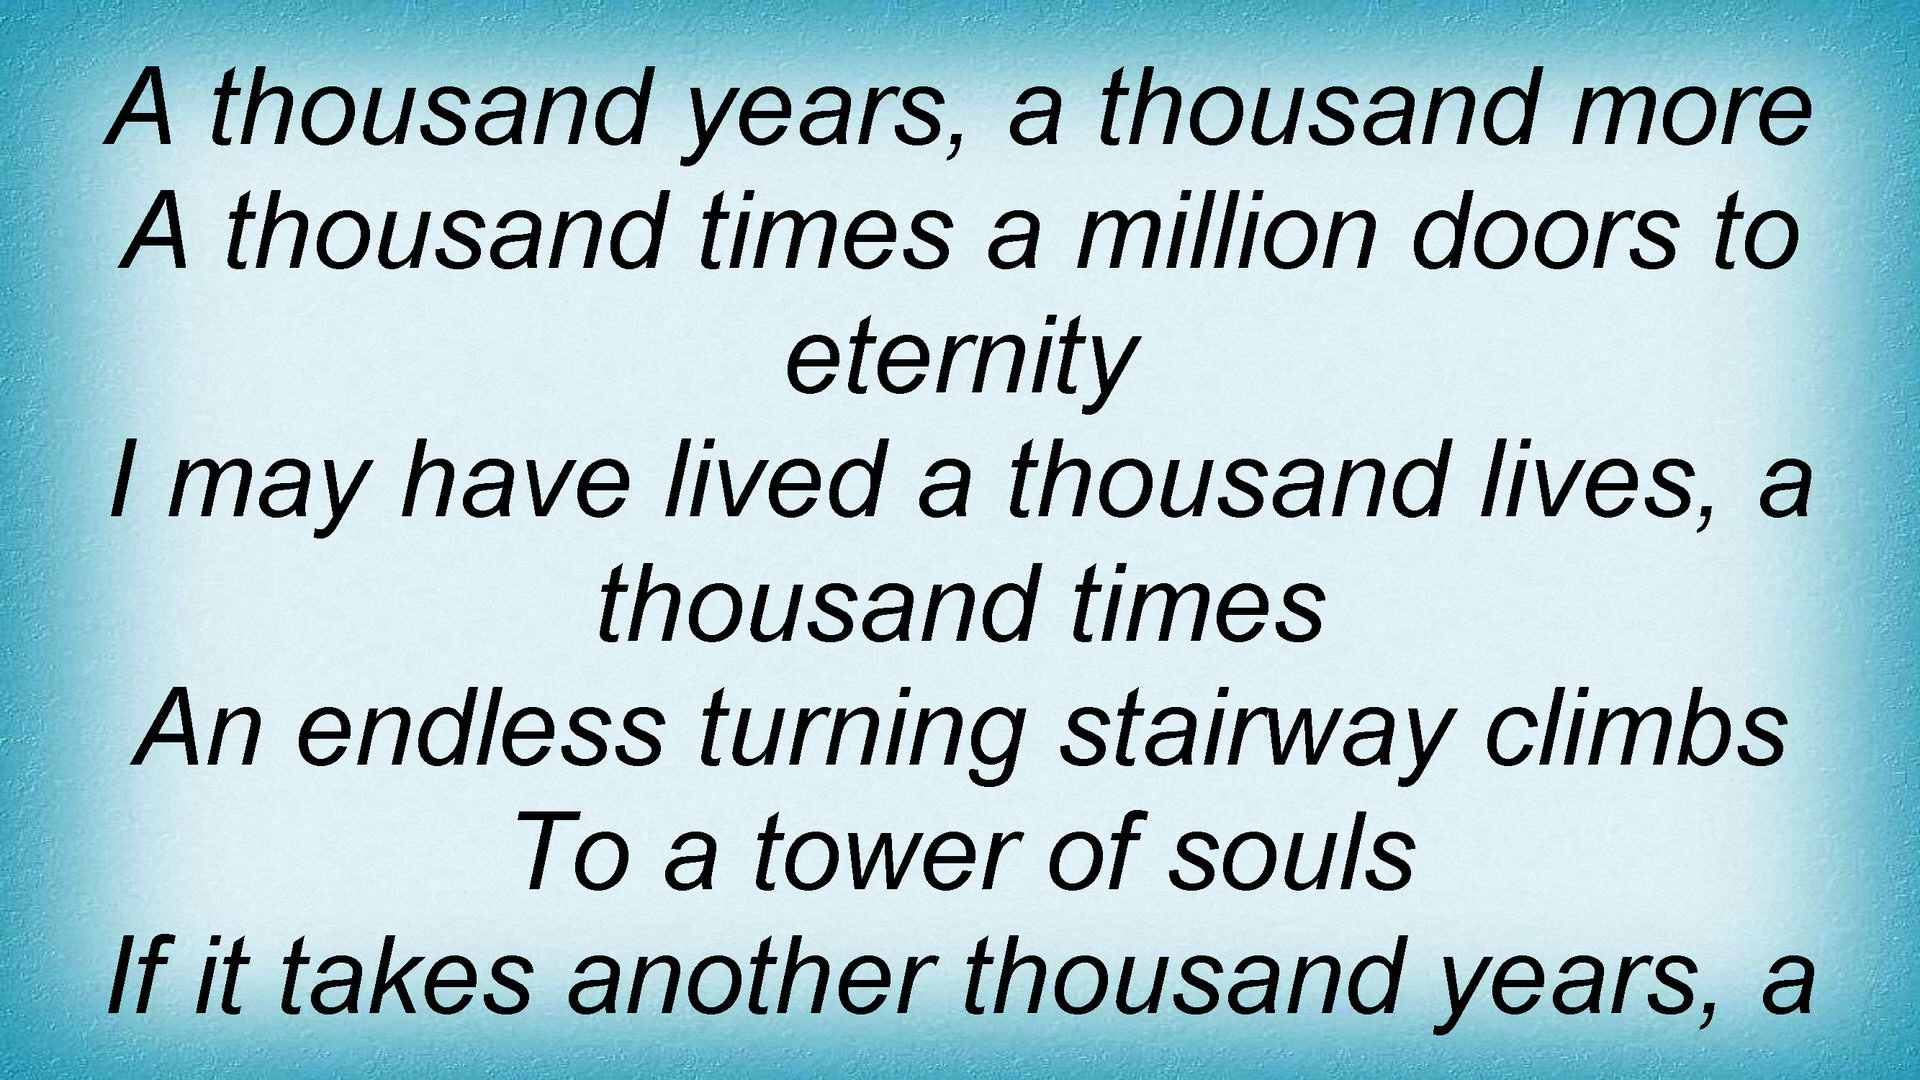 A thousand years, a thousand more
A thousand times a million doors to
eternity
I may have lived a thousand lives, a
thousand times
An endless turning stairway climbs
To a tower of souls
If it takes another thousand years, a